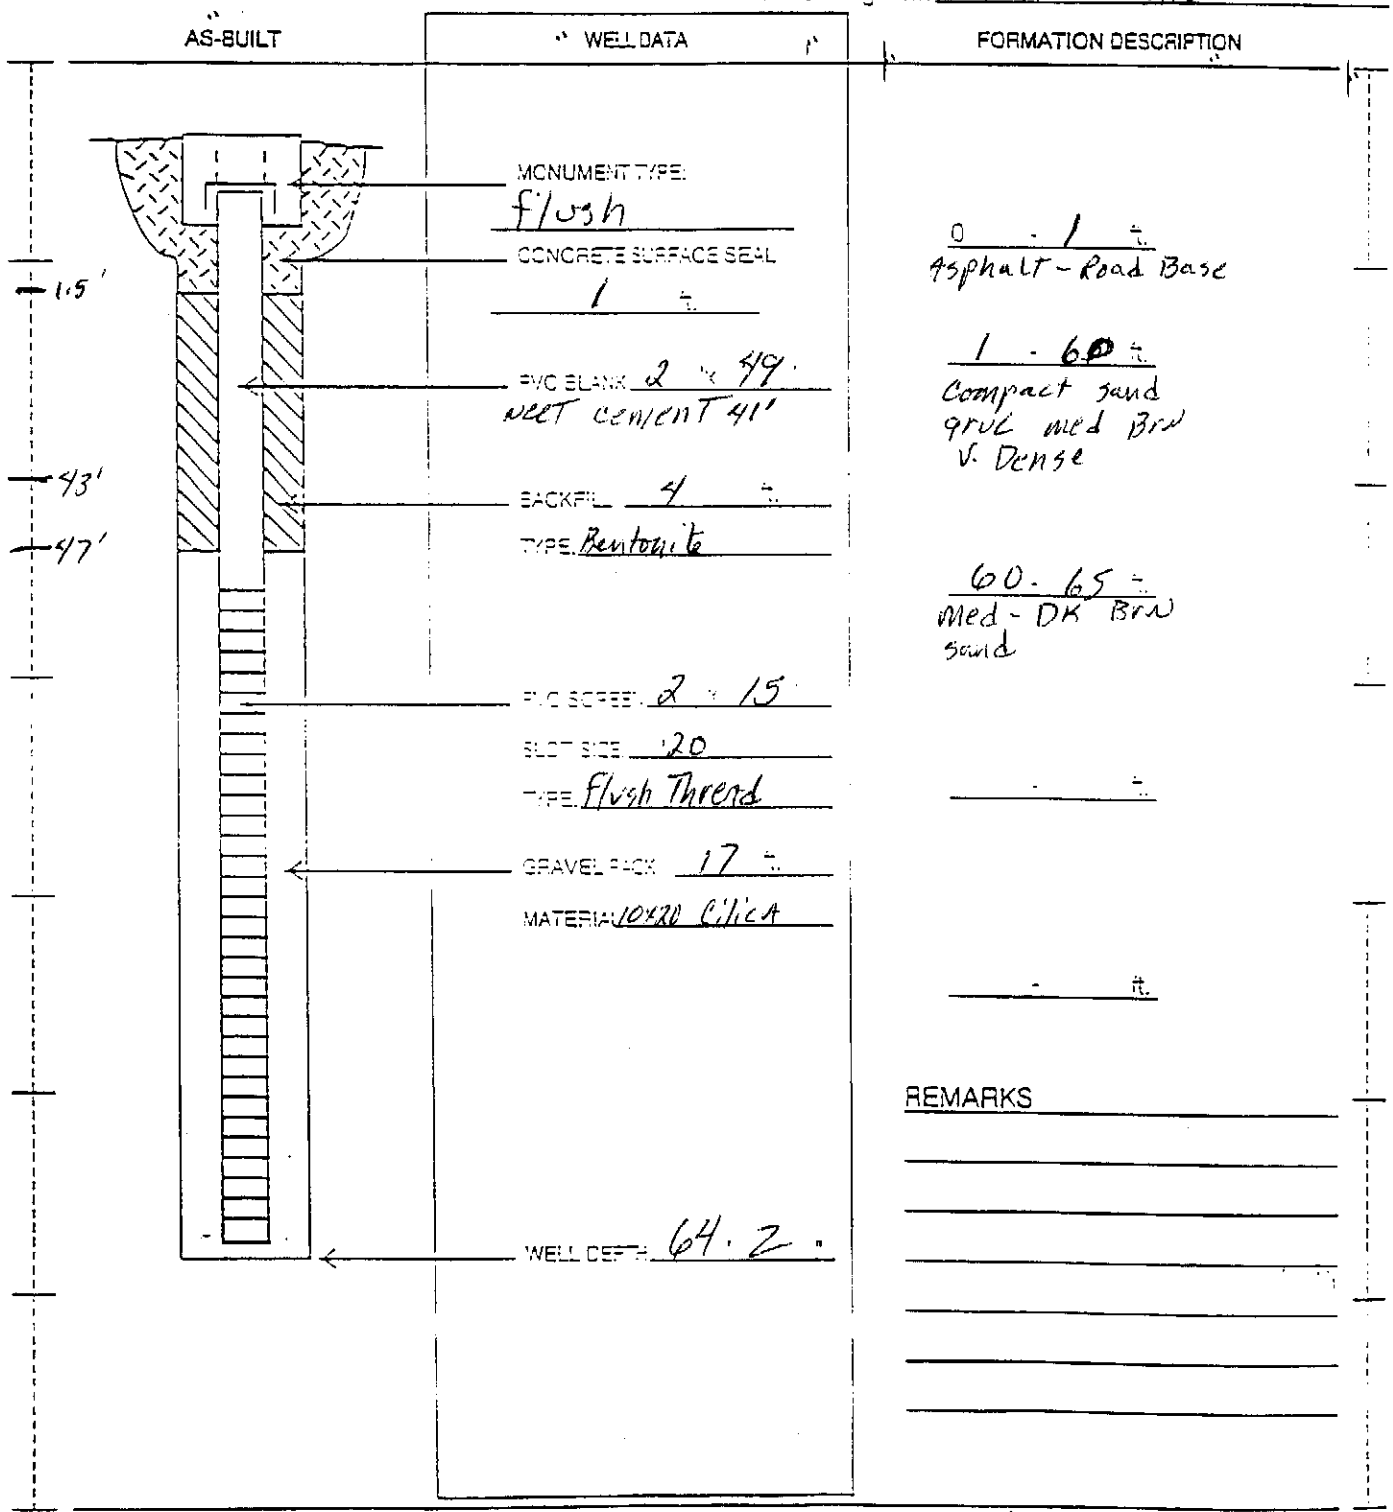 AS-BUILT
WELL DATA
FORMATION DESCRIPTION
1.5'
43'
47'
MONUMENT TYPE:
flush
CONCRETE SURFACE SEAL
1 ft.
PVC BLANK 2 " x 49 '
NEET cement 41'
BACKFILL 4 ft.
TYPE: Bentonite
PVC SCREEN 2 " x 15 '
SLOT SIZE .20
TYPE: flush Thread
GRAVEL PACK 17 ft.
MATERIAL 10x20 CilicA
WELL DEPTH 64.2 '
0 - 1 ft.
Asphalt - Road Base
1 - 60 ft.
Compact sand
grvl med Brn
V. Dense
60 - 65 ft.
med - DK Brn
sand
- ft.
- ft.
REMARKS